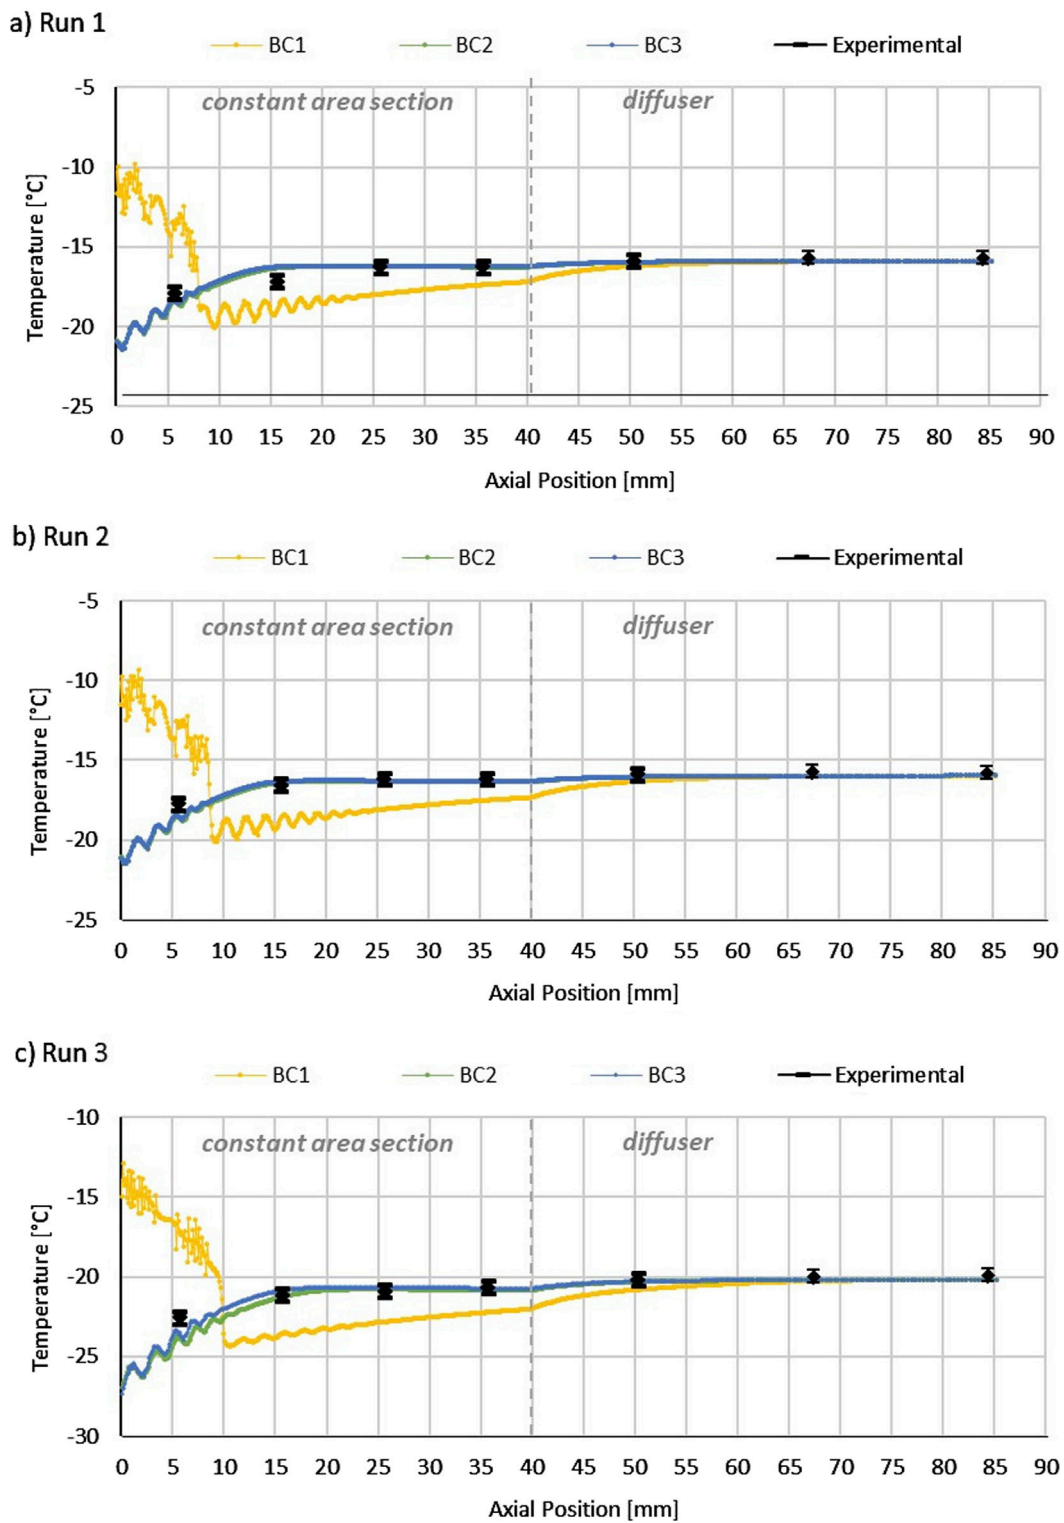 a) Run 1
BC1 BC2 BC3 Experimental
constant area section diffuser
Temperature [°C]
-5
-10
-15
-20
-25
0 5 10 15 20 25 30 35 40 45 50 55 60 65 70 75 80 85 90
Axial Position [mm]
b) Run 2
BC1 BC2 BC3 Experimental
constant area section diffuser
Temperature [°C]
-5
-10
-15
-20
-25
0 5 10 15 20 25 30 35 40 45 50 55 60 65 70 75 80 85 90
Axial Position [mm]
c) Run 3
BC1 BC2 BC3 Experimental
constant area section diffuser
Temperature [°C]
-10
-15
-20
-25
-30
0 5 10 15 20 25 30 35 40 45 50 55 60 65 70 75 80 85 90
Axial Position [mm]